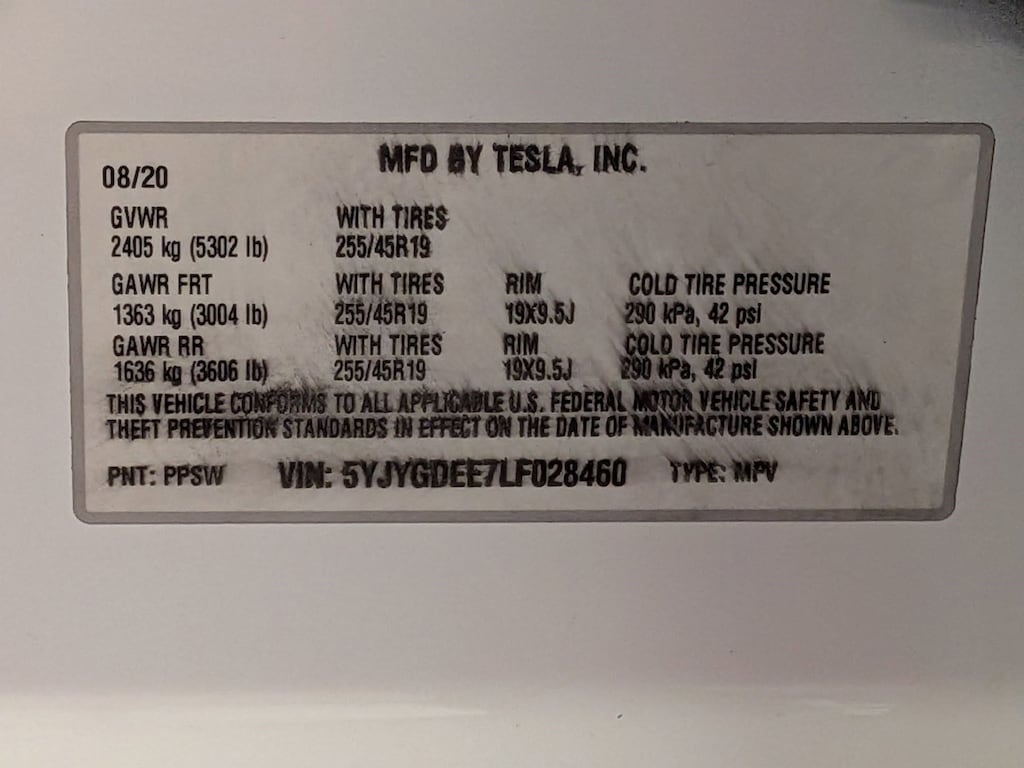 MFD BY TESLA, INC.
08/20
GVWR WITH TIRES
2405 kg (5302 lb) 255/45R19
GAWR FRT WITH TIRES RIM COLD TIRE PRESSURE
1363 kg (3004 lb) 255/45R19 19X9.5J 290 kPa, 42 psi
GAWR RR WITH TIRES RIM COLD TIRE PRESSURE
1636 kg (3606 lb) 255/45R19 19X9.5J 290 kPa, 42 psi
THIS VEHICLE CONFORMS TO ALL APPLICABLE U.S. FEDERAL MOTOR VEHICLE SAFETY AND
THEFT PREVENTION STANDARDS IN EFFECT ON THE DATE OF MANUFACTURE SHOWN ABOVE.
PNT: PPSW VIN: 5YJYGDEE7LF028460 TYPE: MPV